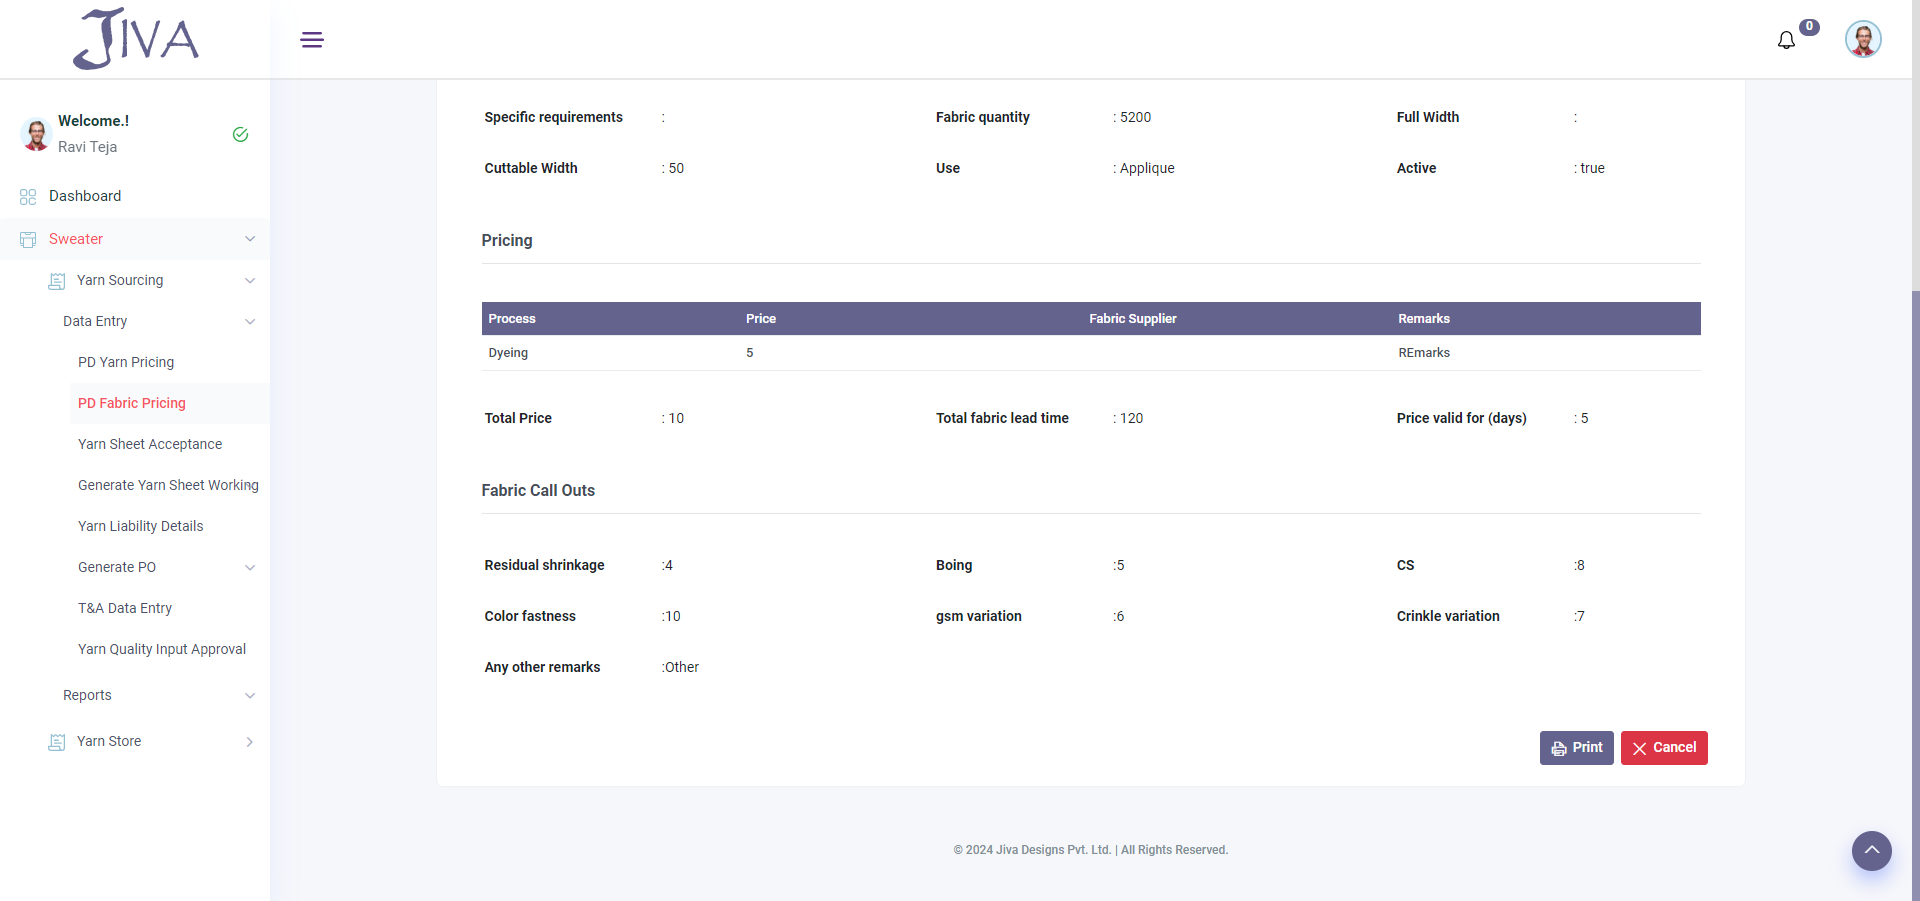 JIVA
0
Welcome.!
Ravi Teja
Dashboard
Sweater
Yarn Sourcing
Data Entry
PD Yarn Pricing
PD Fabric Pricing
Yarn Sheet Acceptance
Generate Yarn Sheet Working
Yarn Liability Details
Generate PO
T&A Data Entry
Yarn Quality Input Approval
Reports
Yarn Store
Specific requirements : Fabric quantity : 5200 Full Width :
Cuttable Width : 50 Use : Applique Active : true
Pricing
Process Price Fabric Supplier Remarks
Dyeing 5 REmarks
Total Price : 10 Total fabric lead time : 120 Price valid for (days) : 5
Fabric Call Outs
Residual shrinkage :4 Boing :5 CS :8
Color fastness :10 gsm variation :6 Crinkle variation :7
Any other remarks :Other
Print Cancel
© 2024 Jiva Designs Pvt. Ltd. | All Rights Reserved.